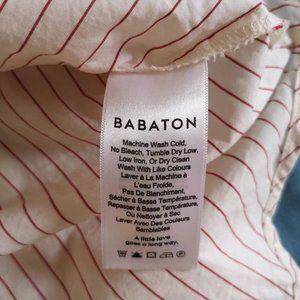 BABATON
Machine Wash Cold,
No Bleach, Tumble Dry Low,
Low Iron, Or Dry Clean
Wash With Like Colours
Laver à La Machine à
L'eau Froide,
Pas De Blanchiment,
Sécher à Basse Température,
Repasser à Basse Température,
Ou Nettoyer à Sec
Laver Avec Des Couleurs
Semblables
A little love
goes a long way.